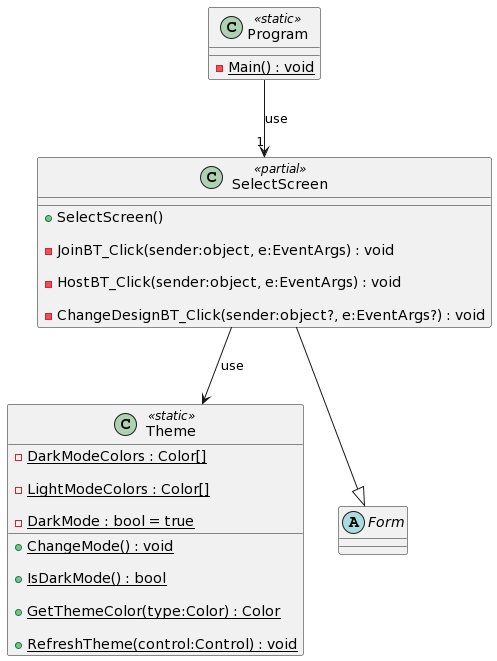 C
«static»
Program
Main() : void
use
1
C
«partial»
SelectScreen
SelectScreen()
JoinBT_Click(sender:object, e:EventArgs) : void
HostBT_Click(sender:object, e:EventArgs) : void
ChangeDesignBT_Click(sender:object?, e:EventArgs?) : void
use
C
«static»
Theme
DarkModeColors : Color[]
LightModeColors : Color[]
DarkMode : bool = true
ChangeMode() : void
IsDarkMode() : bool
GetThemeColor(type:Color) : Color
RefreshTheme(control:Control) : void
A
Form